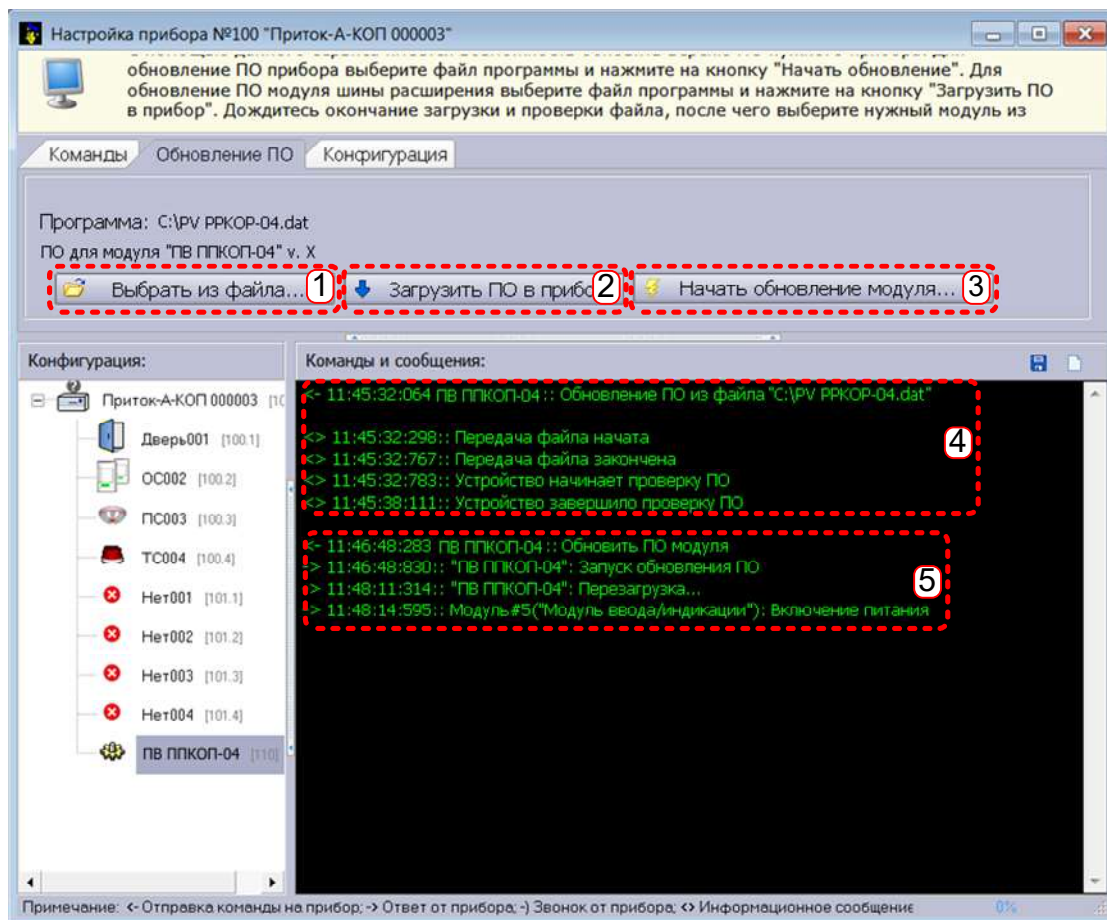 Настройка прибора №100 "Приток-А-КОП 000003"
обновление ПО прибора выберите файл программы и нажмите на кнопку "Начать обновление". Для
обновление ПО модуля шины расширения выберите файл программы и нажмите на кнопку "Загрузить ПО
в прибор". Дождитесь окончание загрузки и проверки файла, после чего выберите нужный модуль из
Команды Обновление ПО Конфигурация
Программа: C:\PV PPKOP-04.dat
ПО для модуля "ПВ ППКОП-04" v. X
Выбрать из файла... 1 Загрузить ПО в прибо 2 Начать обновление модуля... 3
Конфигурация:
Приток-А-КОП 000003 [10
Дверь001 [100.1]
ОС002 [100.2]
ПС003 [100.3]
ТС004 [100.4]
Нет001 [101.1]
Нет002 [101.2]
Нет003 [101.3]
Нет004 [101.4]
ПВ ППКОП-04 [110]
Команды и сообщения:
<- 11:45:32:064 ПВ ППКОП-04 :: Обновление ПО из файла "C:\PV PPKOP-04.dat"
<> 11:45:32:298:: Передача файла начата
<> 11:45:32:767:: Передача файла закончена
<> 11:45:32:783:: Устройство начинает проверку ПО
<> 11:45:38:111:: Устройство завершило проверку ПО
4
<- 11:46:48:283 ПВ ППКОП-04 :: Обновить ПО модуля
-> 11:46:48:830:: "ПВ ППКОП-04": Запуск обновления ПО
-> 11:48:11:314:: "ПВ ППКОП-04": Перезагрузка...
-> 11:48:14:595:: Модуль#5("Модуль ввода/индикации"): Включение питания
5
Примечание: <- Отправка команды на прибор; -> Ответ от прибора; -) Звонок от прибора; <> Информационное сообщение 0%